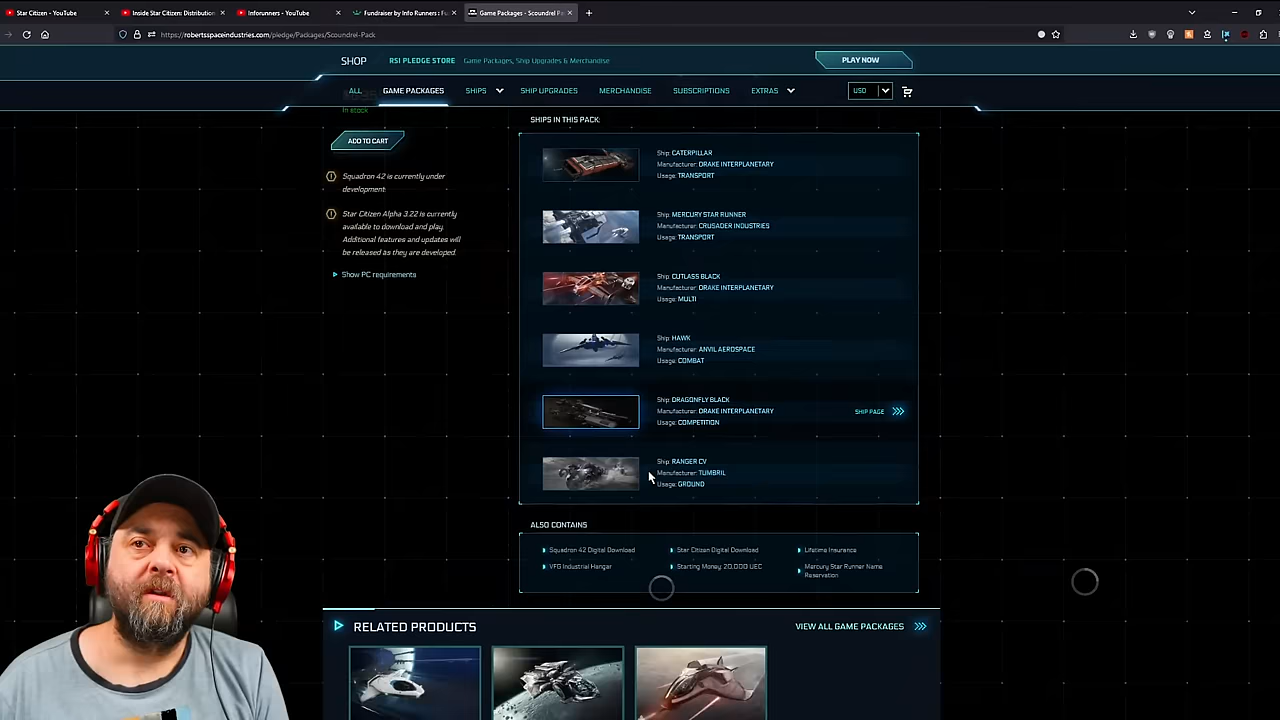 Star Citizen - YouTube
Inside Star Citizen: Distribution
Inforunners - YouTube
Fundraiser by Info Runners : Fu
Game Packages - Scoundrel Pa
https://robertsspaceindustries.com/pledge/Packages/Scoundrel-Pack
SHOP
RSI PLEDGE STORE
Game Packages, Ship Upgrades & Merchandise
PLAY NOW
ALL
GAME PACKAGES
SHIPS
SHIP UPGRADES
MERCHANDISE
SUBSCRIPTIONS
EXTRAS
USD
In stock
ADD TO CART
Squadron 42 is currently under
development.
Star Citizen Alpha 3.22 is currently
available to download and play.
Additional features and updates will
be released as they are developed.
Show PC requirements
SHIPS IN THIS PACK:
Ship: CATERPILLAR
Manufacturer: DRAKE INTERPLANETARY
Usage: TRANSPORT
Ship: MERCURY STAR RUNNER
Manufacturer: CRUSADER INDUSTRIES
Usage: TRANSPORT
Ship: CUTLASS BLACK
Manufacturer: DRAKE INTERPLANETARY
Usage: MULTI
Ship: HAWK
Manufacturer: ANVIL AEROSPACE
Usage: COMBAT
Ship: DRAGONFLY BLACK
Manufacturer: DRAKE INTERPLANETARY
Usage: COMPETITION
SHIP PAGE
Ship: RANGER CV
Manufacturer: TUMBRIL
Usage: GROUND
ALSO CONTAINS
Squadron 42 Digital Download
Star Citizen Digital Download
Lifetime Insurance
VFG Industrial Hangar
Starting Money: 20,000 UEC
Mercury Star Runner Name
Reservation
RELATED PRODUCTS
VIEW ALL GAME PACKAGES